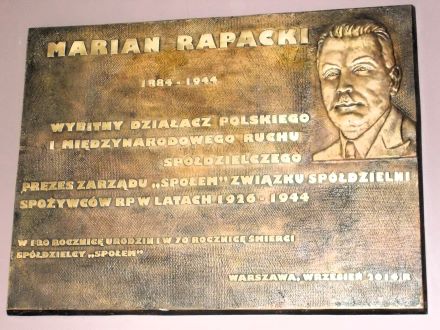 MARIAN RAPACKI
1884 - 1944
WYBITNY DZIAŁACZ POLSKIEGO
I MIĘDZYNARODOWEGO RUCHU
SPÓŁDZIELCZEGO
PREZES ZARZĄDU „SPOŁEM” ZWIĄZKU SPÓŁDZIELNI
SPOŻYWCÓW RP W LATACH 1926 - 1944
W 130 ROCZNICĘ URODZIN I W 70 ROCZNICĘ ŚMIERCI
SPÓŁDZIELCY „SPOŁEM”
WARSZAWA, WRZESIEŃ 2014 R